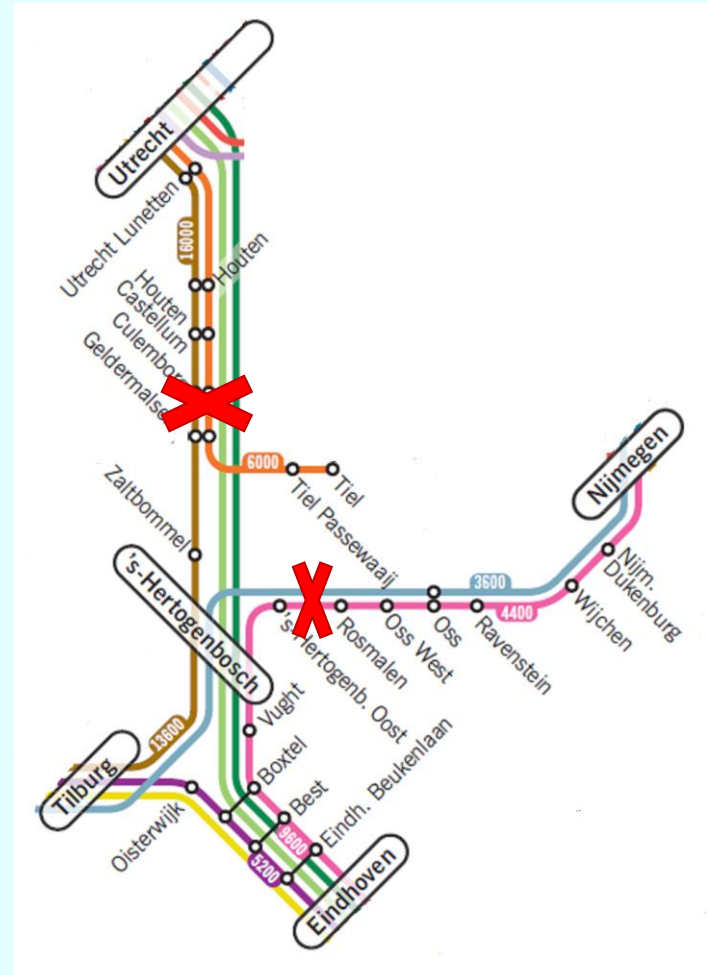 Utrecht
Utrecht Lunetten
16000
Houten
Houten
Castellum
Culemborg
Geldermalsen
6000
Tiel Passewaaij
Tiel
Zaltbommel
Nijmegen
3600
4400
Nijm.
Dukenburg
Wijchen
Ravenstein
Oss
Oss West
Rosmalen
's-Hertogenb. Oost
's-Hertogenbosch
Vught
13600
Tilburg
Boxtel
Best
Eindh. Beukenlaan
Oisterwijk
9600
5200
Eindhoven